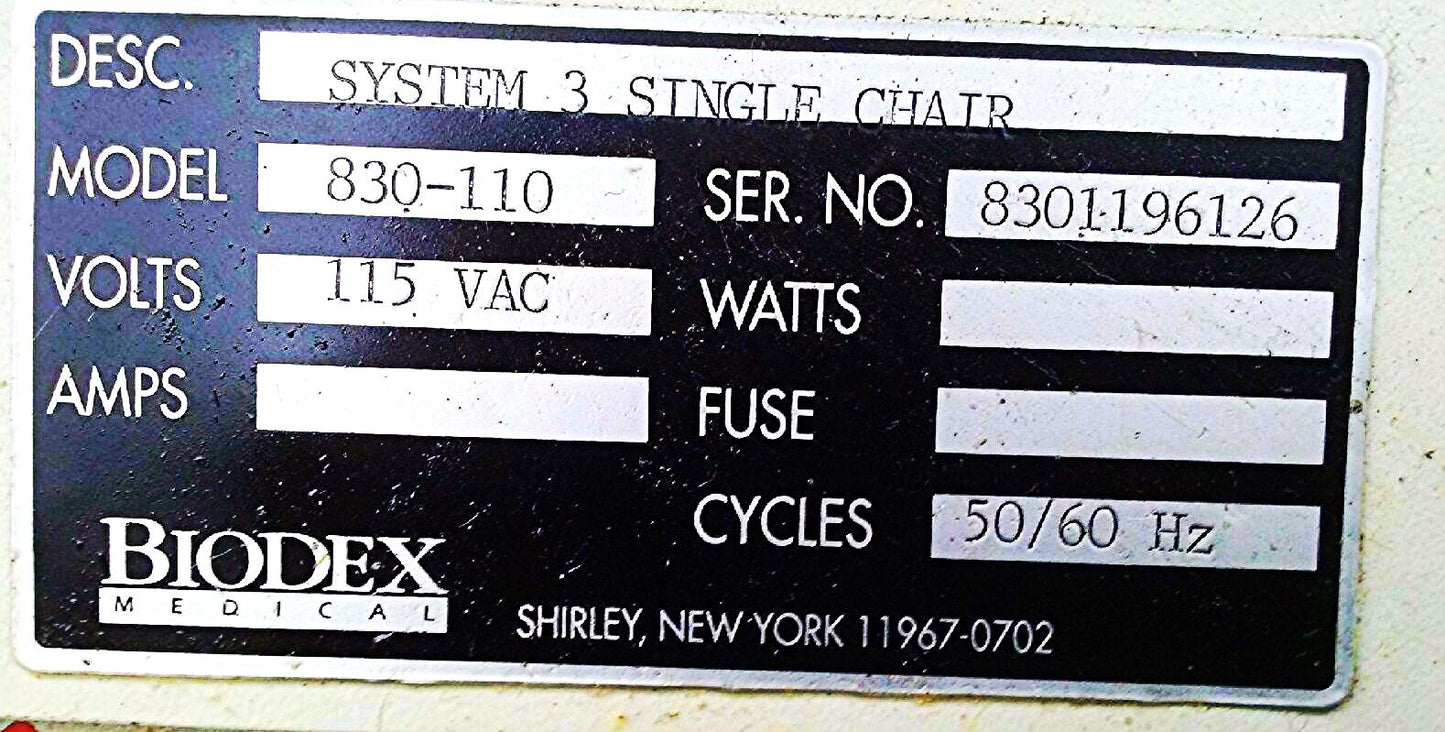 DESC. SYSTEM 3 SINGLE CHAIR
MODEL 830-110 SER. NO. 8301196126
VOLTS 115 VAC WATTS
AMPS FUSE
CYCLES 50/60 Hz
BIODEX
MEDICAL
SHIRLEY, NEW YORK 11967-0702